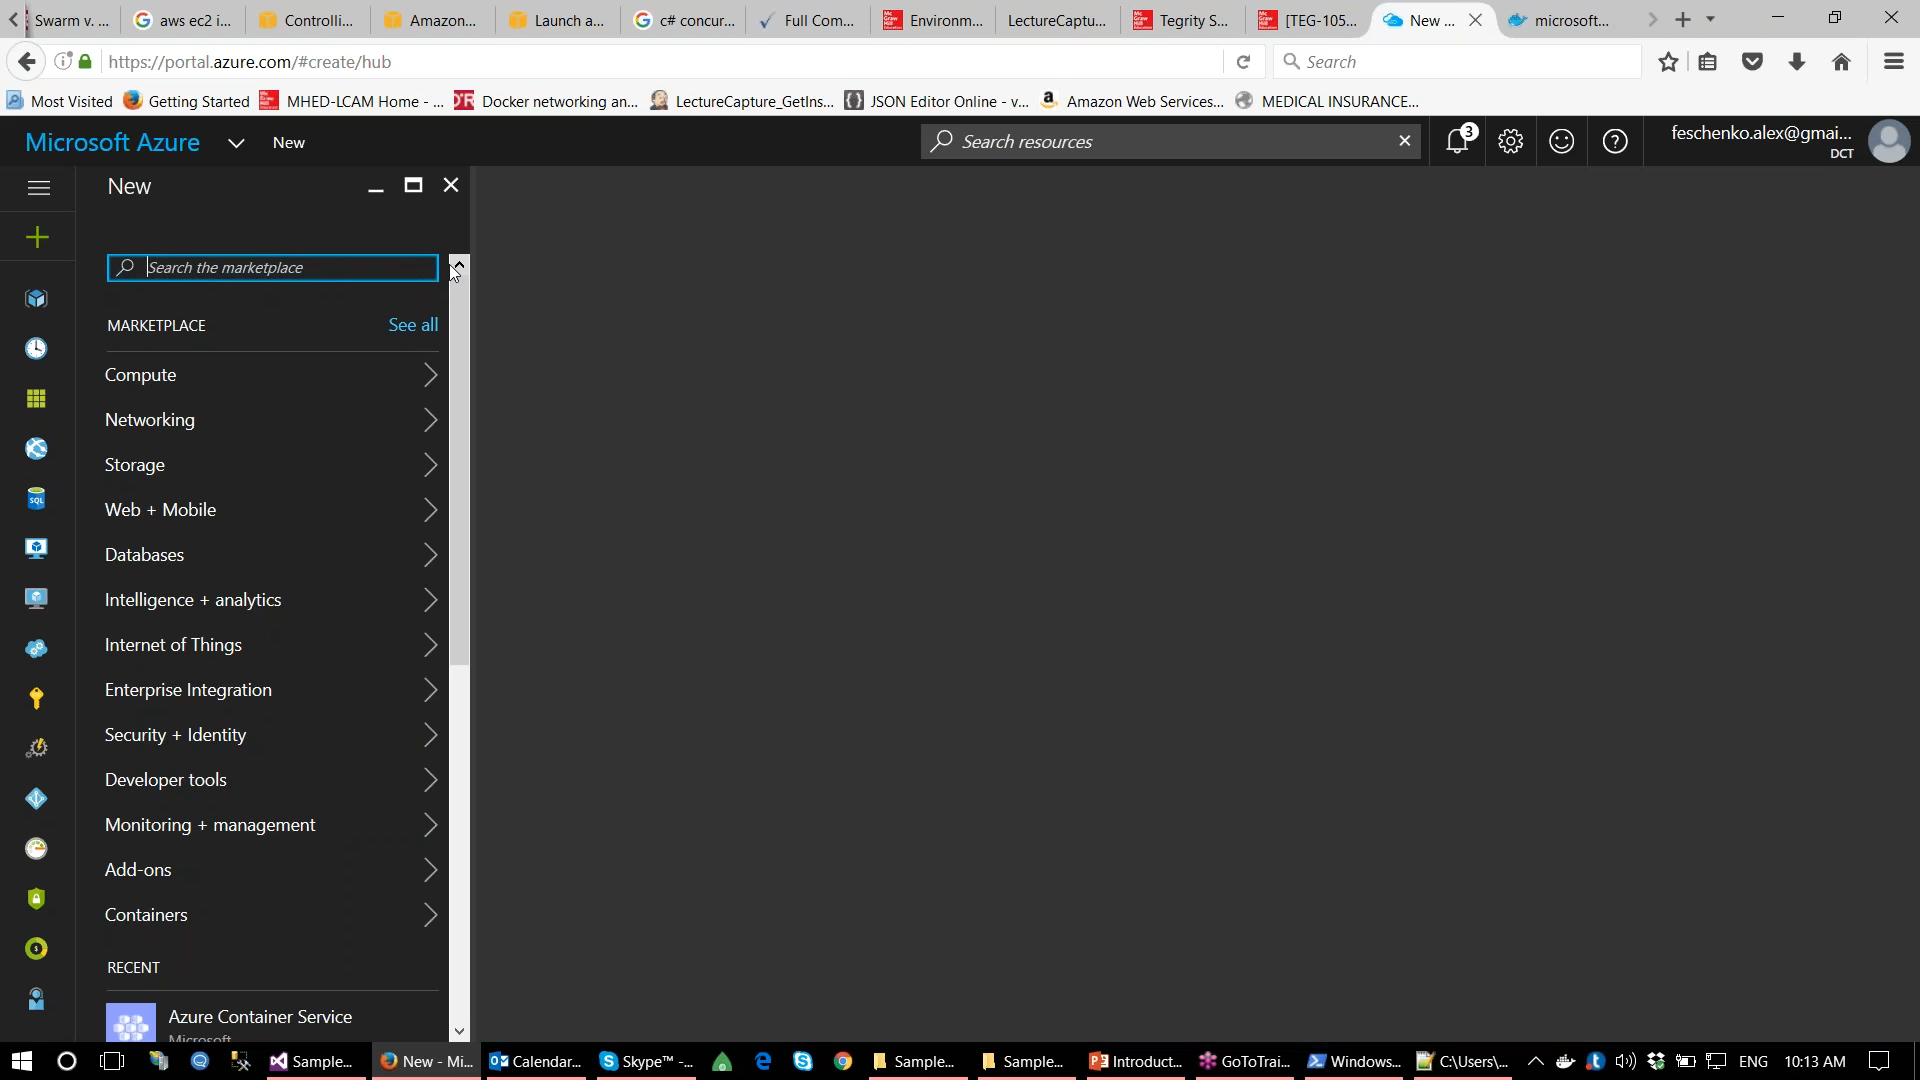 Swarm v. ...
aws ec2 i...
Controlli...
Amazon...
Launch a...
c# concur...
Full Com...
Environm...
LectureCaptu...
Tegrity S...
[TEG-105...
New ...
microsoft...
https://portal.azure.com/#create/hub
Search
Most Visited
Getting Started
MHED-LCAM Home - ...
Docker networking an...
LectureCapture_GetIns...
JSON Editor Online - v...
Amazon Web Services...
MEDICAL INSURANCE...
Microsoft Azure
New
Search resources
3
feschenko.alex@gmai...
DCT
New
Search the marketplace
MARKETPLACE
See all
Compute
Networking
Storage
Web + Mobile
Databases
Intelligence + analytics
Internet of Things
Enterprise Integration
Security + Identity
Developer tools
Monitoring + management
Add-ons
Containers
RECENT
Azure Container Service
Microsoft
SQL
Sample...
New - Mi...
Calendar...
Skype™ -...
Sample...
Sample...
Introduct...
GoToTrai...
Windows...
C:\Users\...
ENG
10:13 AM